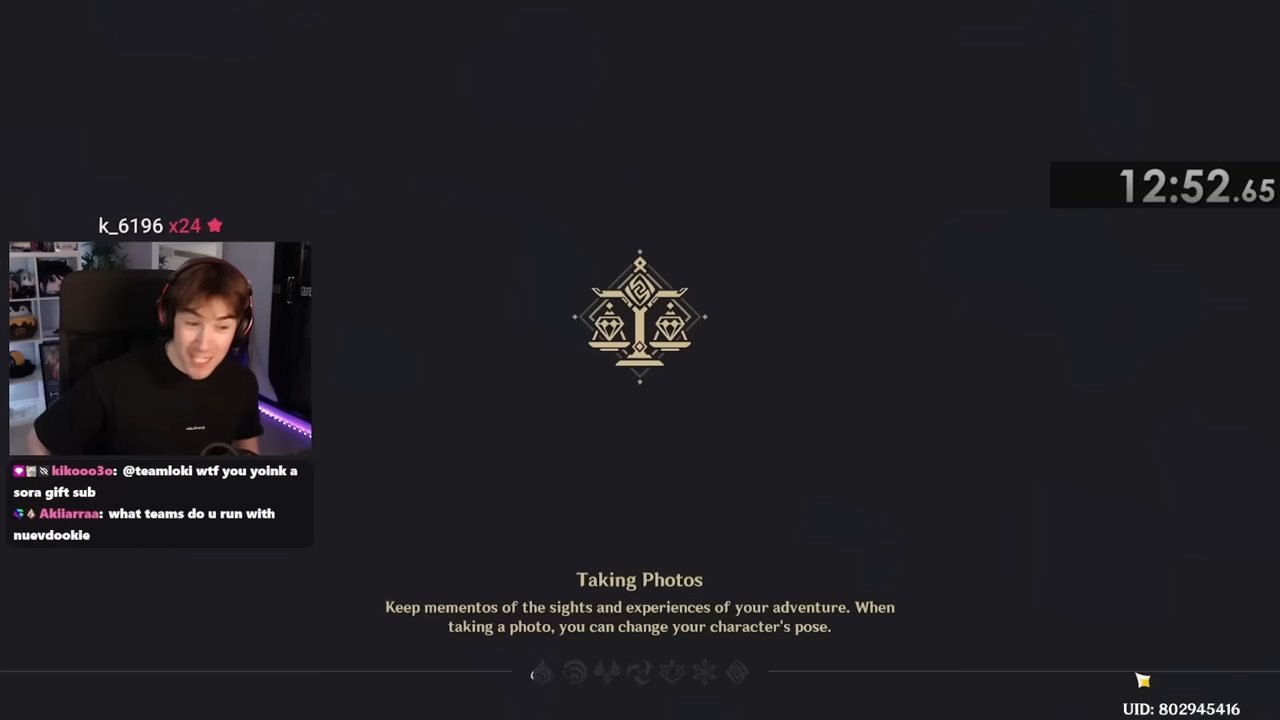 12:52.65
k_6196 x24
kikooo3o: @teamloki wtf you yoink a
sora gift sub
Akiiarraa: what teams do u run with
nuevdookie
Taking Photos
Keep mementos of the sights and experiences of your adventure. When
taking a photo, you can change your character's pose.
UID: 802945416